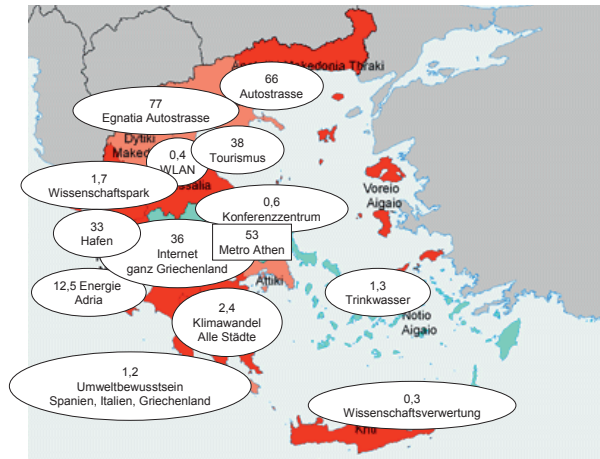 Makedonia Thraki
66
Autostrasse
77
Egnatia Autostrasse
38
Tourismus
Dytiki
0,4
WLAN
1,7
Wissenschaftspark
Voreio
Aigaio
0,6
Konferenzzentrum
33
Hafen
36
Internet
ganz Griechenland
53
Metro Athen
Attiki
12,5 Energie
Adria
1,3
Trinkwasser
Notio
Aigaio
2,4
Klimawandel
Alle Städte
1,2
Umweltbewusstsein
Spanien, Italien, Griechenland
0,3
Wissenschaftsverwertung
Kriti